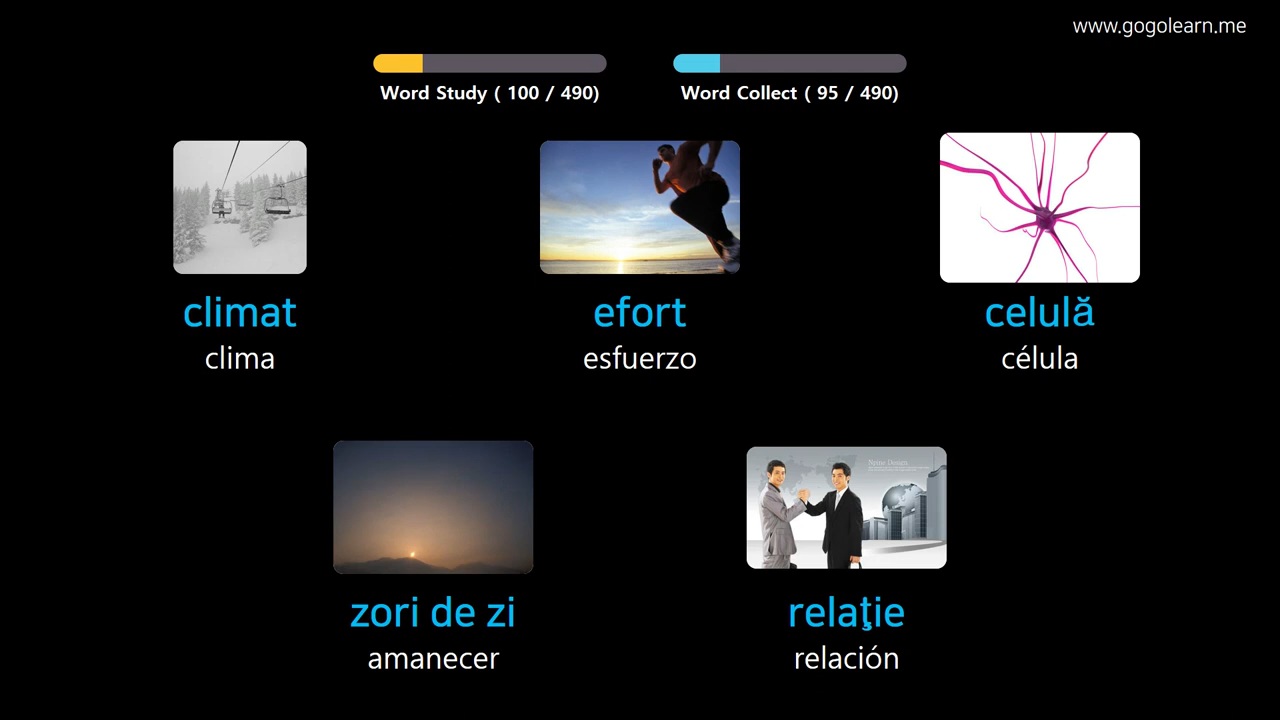 www.gogolearn.me
Word Study ( 100 / 490)
Word Collect ( 95 / 490)
climat
clima
efort
esfuerzo
celulă
célula
zori de zi
amanecer
relaţie
relación